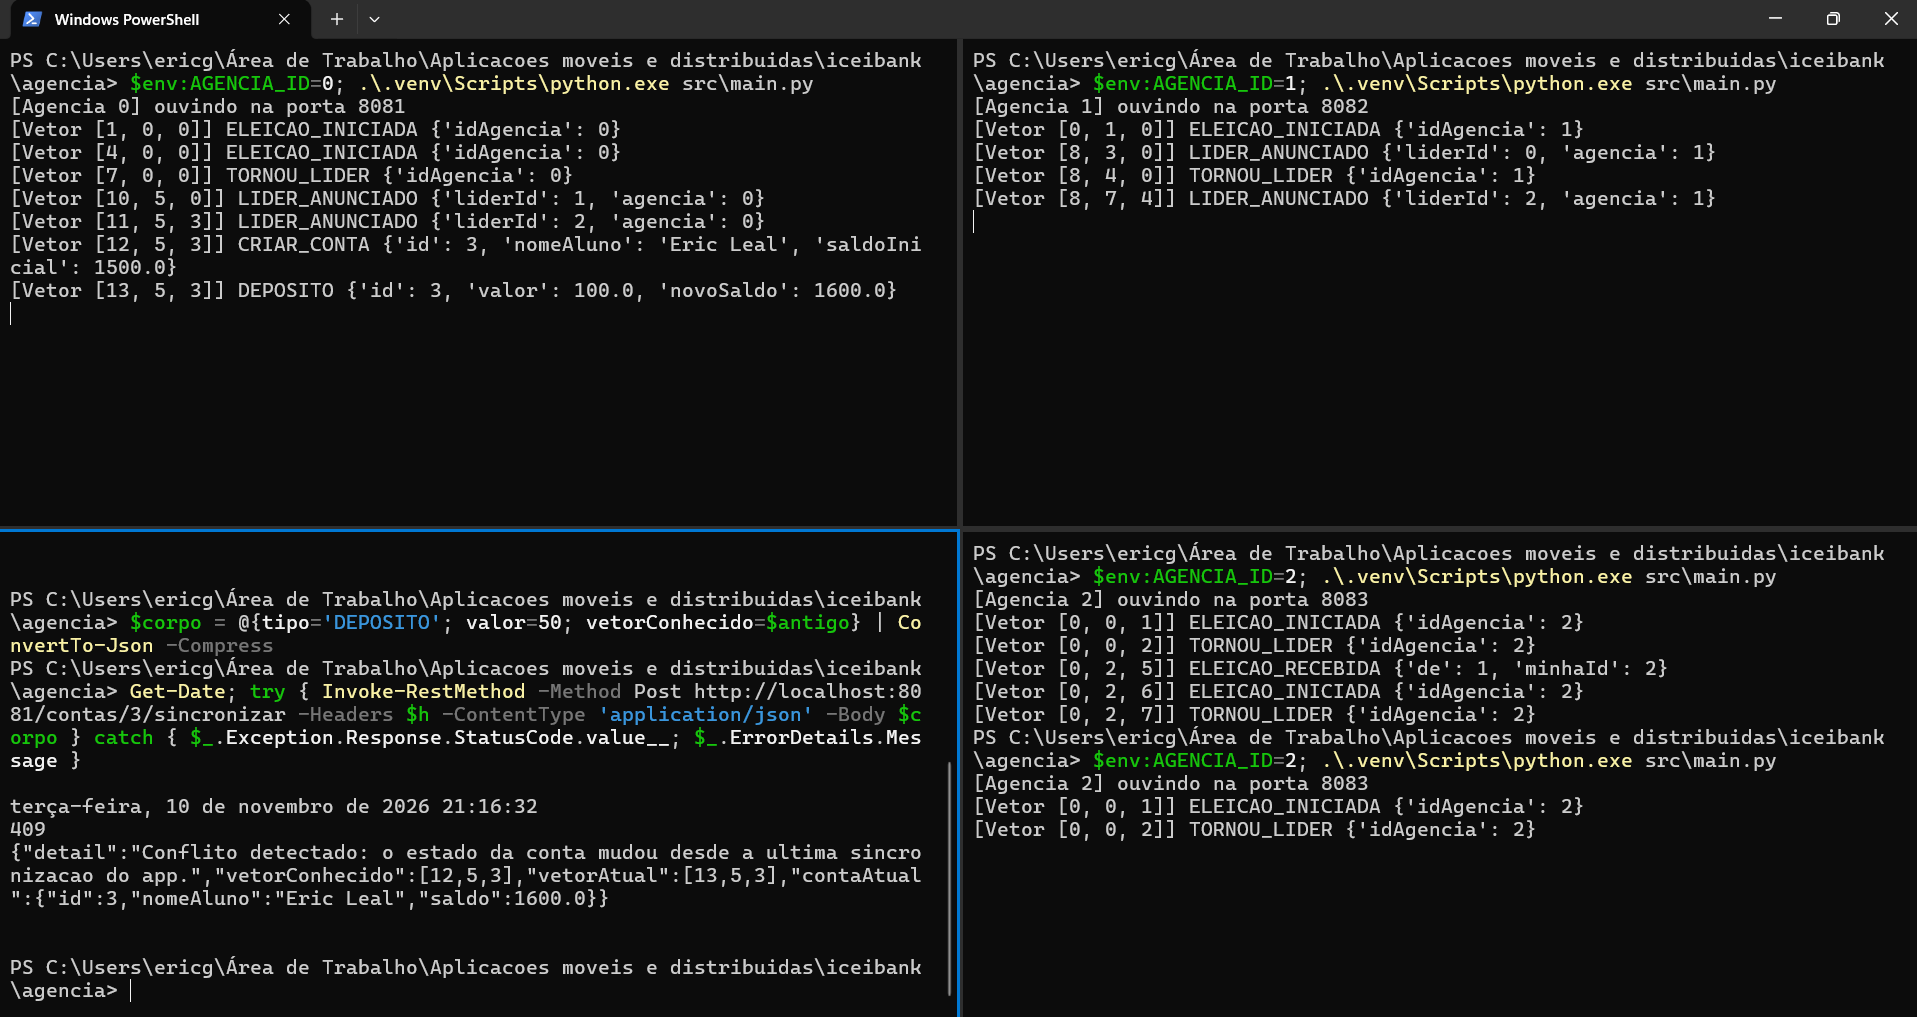 Windows PowerShell
PS C:\Users\ericg\Área de Trabalho\Aplicacoes moveis e distribuidas\iceibank
\agencia> $env:AGENCIA_ID=0; .\.venv\Scripts\python.exe src\main.py
[Agencia 0] ouvindo na porta 8081
[Vetor [1, 0, 0]] ELEICAO_INICIADA {'idAgencia': 0}
[Vetor [4, 0, 0]] ELEICAO_INICIADA {'idAgencia': 0}
[Vetor [7, 0, 0]] TORNOU_LIDER {'idAgencia': 0}
[Vetor [10, 5, 0]] LIDER_ANUNCIADO {'liderId': 1, 'agencia': 0}
[Vetor [11, 5, 3]] LIDER_ANUNCIADO {'liderId': 2, 'agencia': 0}
[Vetor [12, 5, 3]] CRIAR_CONTA {'id': 3, 'nomeAluno': 'Eric Leal', 'saldoIni
cial': 1500.0}
[Vetor [13, 5, 3]] DEPOSITO {'id': 3, 'valor': 100.0, 'novoSaldo': 1600.0}
PS C:\Users\ericg\Área de Trabalho\Aplicacoes moveis e distribuidas\iceibank
\agencia> $env:AGENCIA_ID=1; .\.venv\Scripts\python.exe src\main.py
[Agencia 1] ouvindo na porta 8082
[Vetor [0, 1, 0]] ELEICAO_INICIADA {'idAgencia': 1}
[Vetor [8, 3, 0]] LIDER_ANUNCIADO {'liderId': 0, 'agencia': 1}
[Vetor [8, 4, 0]] TORNOU_LIDER {'idAgencia': 1}
[Vetor [8, 7, 4]] LIDER_ANUNCIADO {'liderId': 2, 'agencia': 1}
PS C:\Users\ericg\Área de Trabalho\Aplicacoes moveis e distribuidas\iceibank
\agencia> $corpo = @{tipo='DEPOSITO'; valor=50; vetorConhecido=$antigo} | Co
nvertTo-Json -Compress
PS C:\Users\ericg\Área de Trabalho\Aplicacoes moveis e distribuidas\iceibank
\agencia> Get-Date; try { Invoke-RestMethod -Method Post http://localhost:80
81/contas/3/sincronizar -Headers $h -ContentType 'application/json' -Body $c
orpo } catch { $_.Exception.Response.StatusCode.value__; $_.ErrorDetails.Mes
sage }
terça-feira, 10 de novembro de 2026 21:16:32
409
{"detail":"Conflito detectado: o estado da conta mudou desde a ultima sincro
nizacao do app.","vetorConhecido":[12,5,3],"vetorAtual":[13,5,3],"contaAtual
":{"id":3,"nomeAluno":"Eric Leal","saldo":1600.0}}
PS C:\Users\ericg\Área de Trabalho\Aplicacoes moveis e distribuidas\iceibank
\agencia>
PS C:\Users\ericg\Área de Trabalho\Aplicacoes moveis e distribuidas\iceibank
\agencia> $env:AGENCIA_ID=2; .\.venv\Scripts\python.exe src\main.py
[Agencia 2] ouvindo na porta 8083
[Vetor [0, 0, 1]] ELEICAO_INICIADA {'idAgencia': 2}
[Vetor [0, 0, 2]] TORNOU_LIDER {'idAgencia': 2}
[Vetor [0, 2, 5]] ELEICAO_RECEBIDA {'de': 1, 'minhaId': 2}
[Vetor [0, 2, 6]] ELEICAO_INICIADA {'idAgencia': 2}
[Vetor [0, 2, 7]] TORNOU_LIDER {'idAgencia': 2}
PS C:\Users\ericg\Área de Trabalho\Aplicacoes moveis e distribuidas\iceibank
\agencia> $env:AGENCIA_ID=2; .\.venv\Scripts\python.exe src\main.py
[Agencia 2] ouvindo na porta 8083
[Vetor [0, 0, 1]] ELEICAO_INICIADA {'idAgencia': 2}
[Vetor [0, 0, 2]] TORNOU_LIDER {'idAgencia': 2}